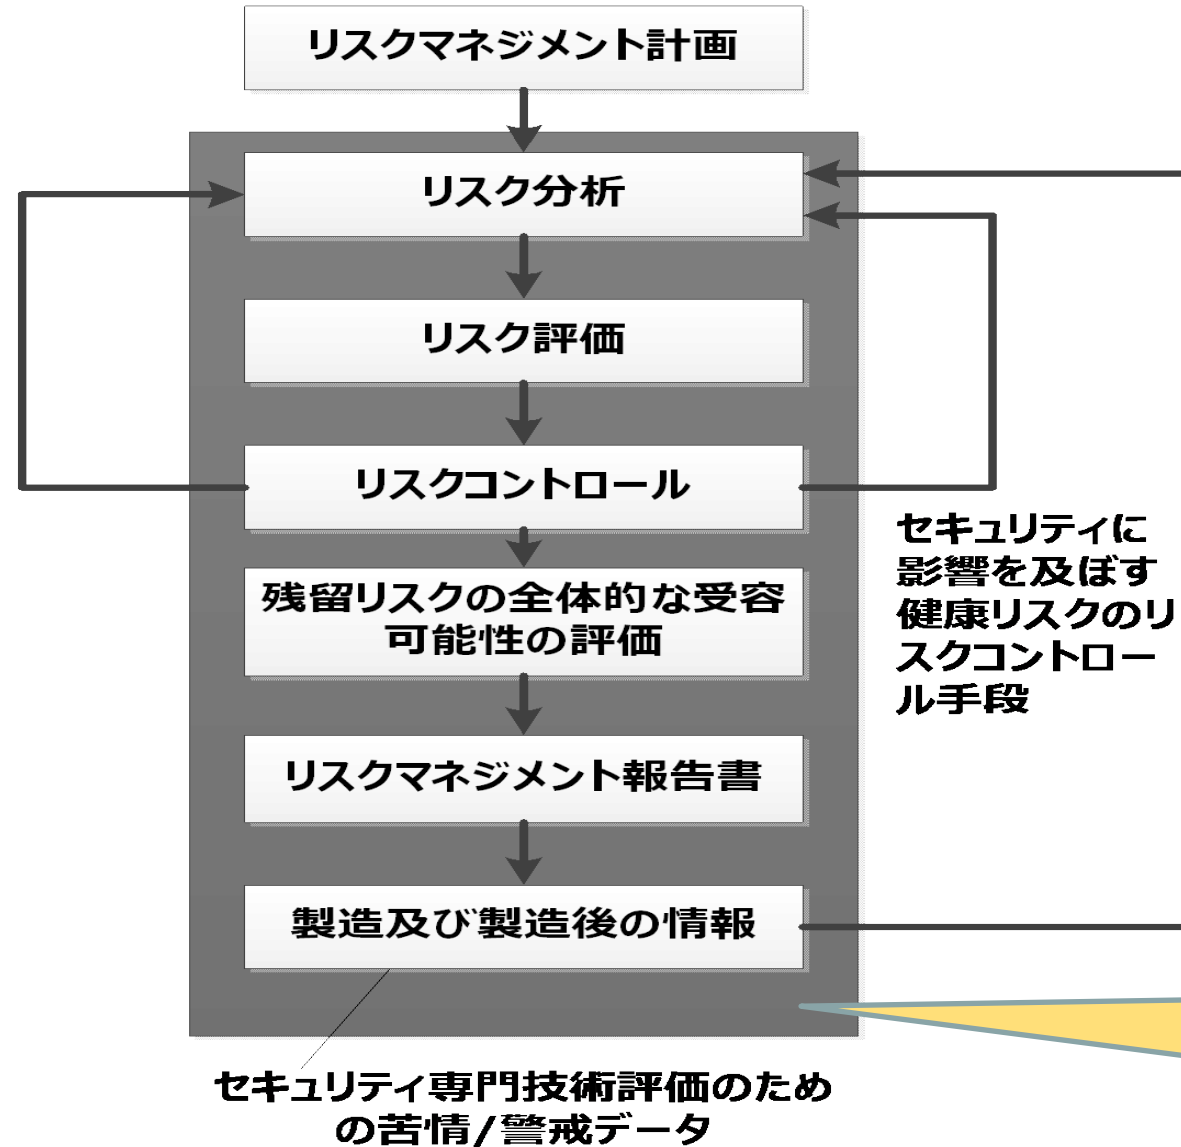 リスクマネジメント計画
リスク分析
リスク評価
リスクコントロール
セキュリティに
影響を及ぼす
健康リスクのリ
スクコントロー
ル手段
残留リスクの全体的な受容
可能性の評価
リスクマネジメント報告書
製造及び製造後の情報
セキュリティ専門技術評価のため
の苦情/警戒データ